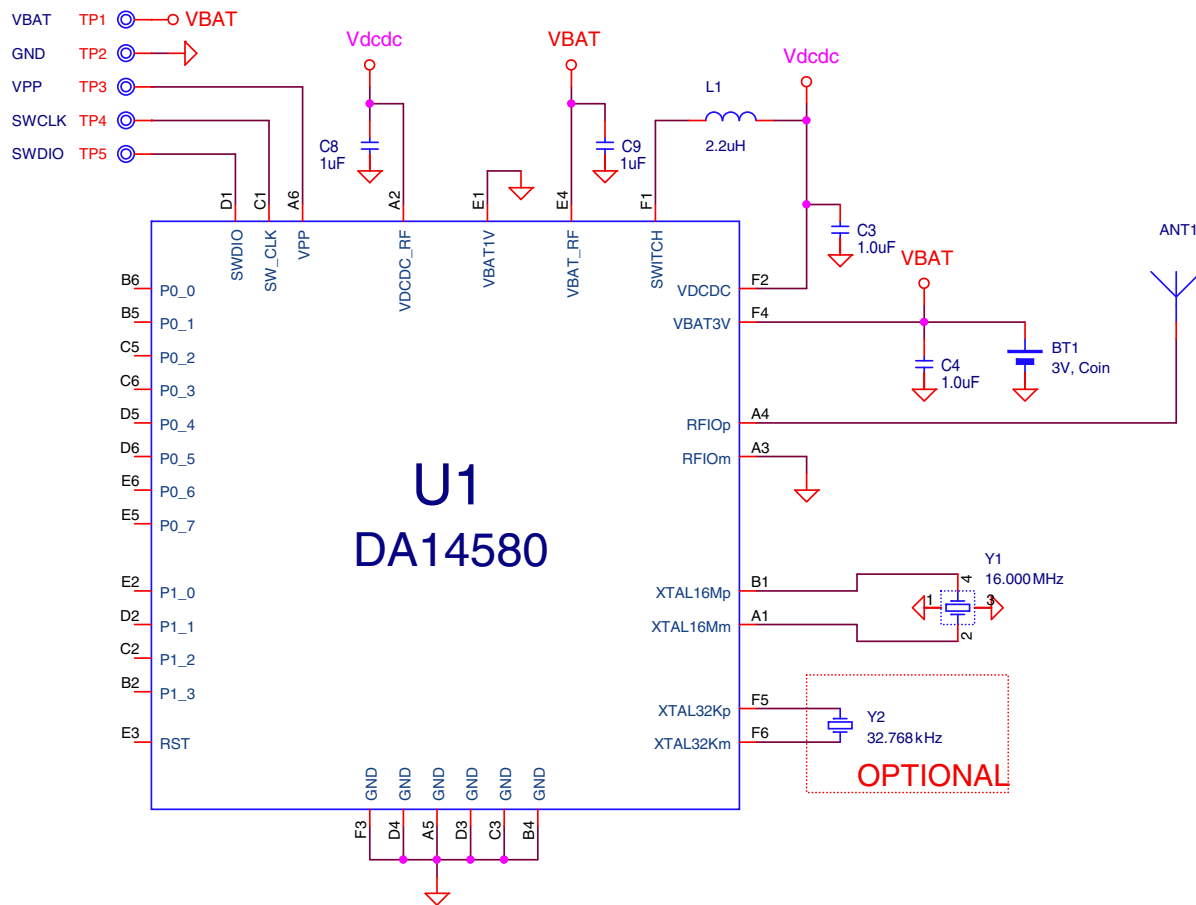 VBAT TP1 VBAT
GND TP2
VPP TP3
SWCLK TP4
SWDIO TP5
Vdcdc
VBAT
Vdcdc
L1
2.2uH
C8
1uF
C9
1uF
D1
C1
A6
A2
E1
E4
F1
SWDIO
SW_CLK
VPP
VDCDC_RF
VBAT1V
VBAT_RF
SWITCH
C3
1.0uF
ANT1
VBAT
B6 P0_0
B5 P0_1
C5 P0_2
C6 P0_3
D5 P0_4
D6 P0_5
E6 P0_6
E5 P0_7
E2 P1_0
D2 P1_1
C2 P1_2
B2 P1_3
E3 RST
U1
DA14580
VDCDC F2
VBAT3V F4
C4
1.0uF
BT1
3V, Coin
RFIOp A4
RFIOm A3
XTAL16Mp B1
XTAL16Mm A1
Y1
16.000MHz
4
1
3
2
XTAL32Kp F5
XTAL32Km F6
Y2
32.768kHz
OPTIONAL
GND
GND
GND
GND
GND
GND
F3
D4
A5
D3
C3
B4